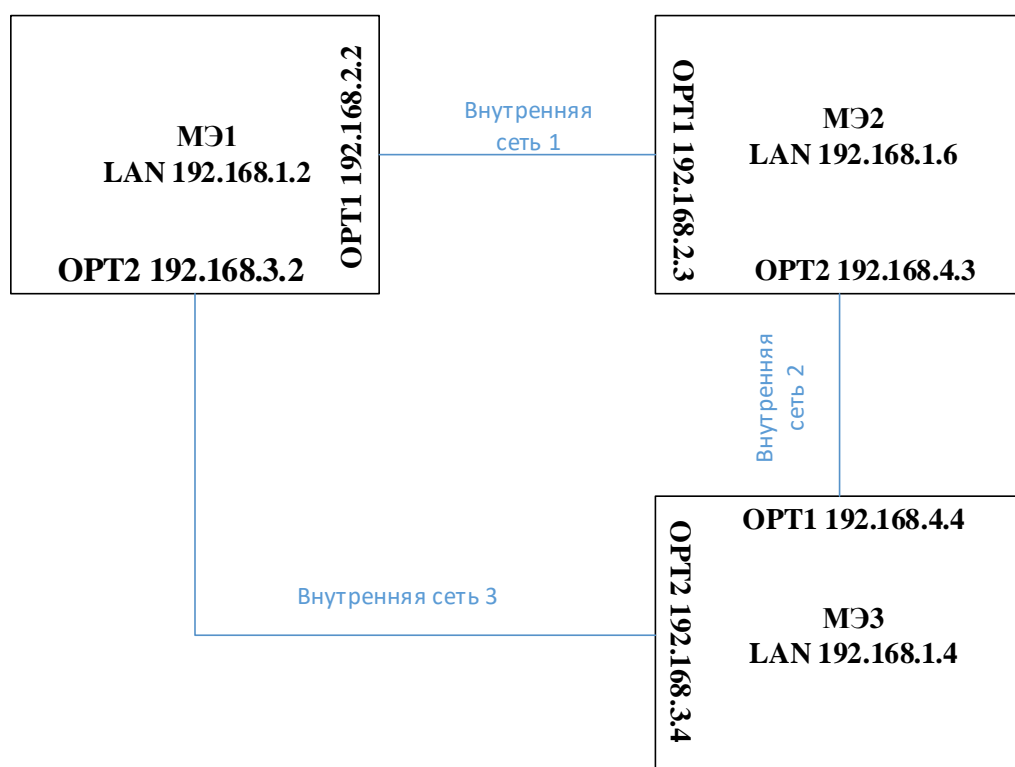 МЭ1
LAN 192.168.1.2
OPT1 192.168.2.2
OPT2 192.168.3.2
Внутренняя
сеть 1
OPT1 192.168.2.3
МЭ2
LAN 192.168.1.6
OPT2 192.168.4.3
Внутренняя
сеть 2
OPT1 192.168.4.4
OPT2 192.168.3.4
МЭ3
LAN 192.168.1.4
Внутренняя сеть 3